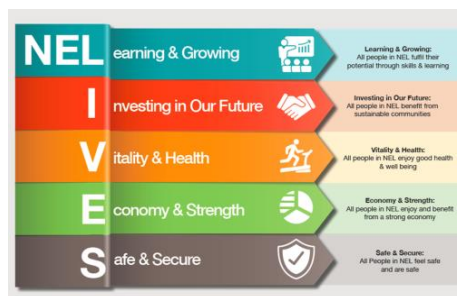 NEL earning & Growing
Learning & Growing:
All people in NEL fulfil their
potential through skills & learning
I nvesting in Our Future
Investing in Our Future:
All people in NEL benefit from
sustainable communities
V itality & Health
Vitality & Health:
All people in NEL enjoy good health
& well being
E conomy & Strength
Economy & Strength:
All people in NEL enjoy and benefit
from a strong economy
S afe & Secure
Safe & Secure:
All People in NEL feel safe
and are safe